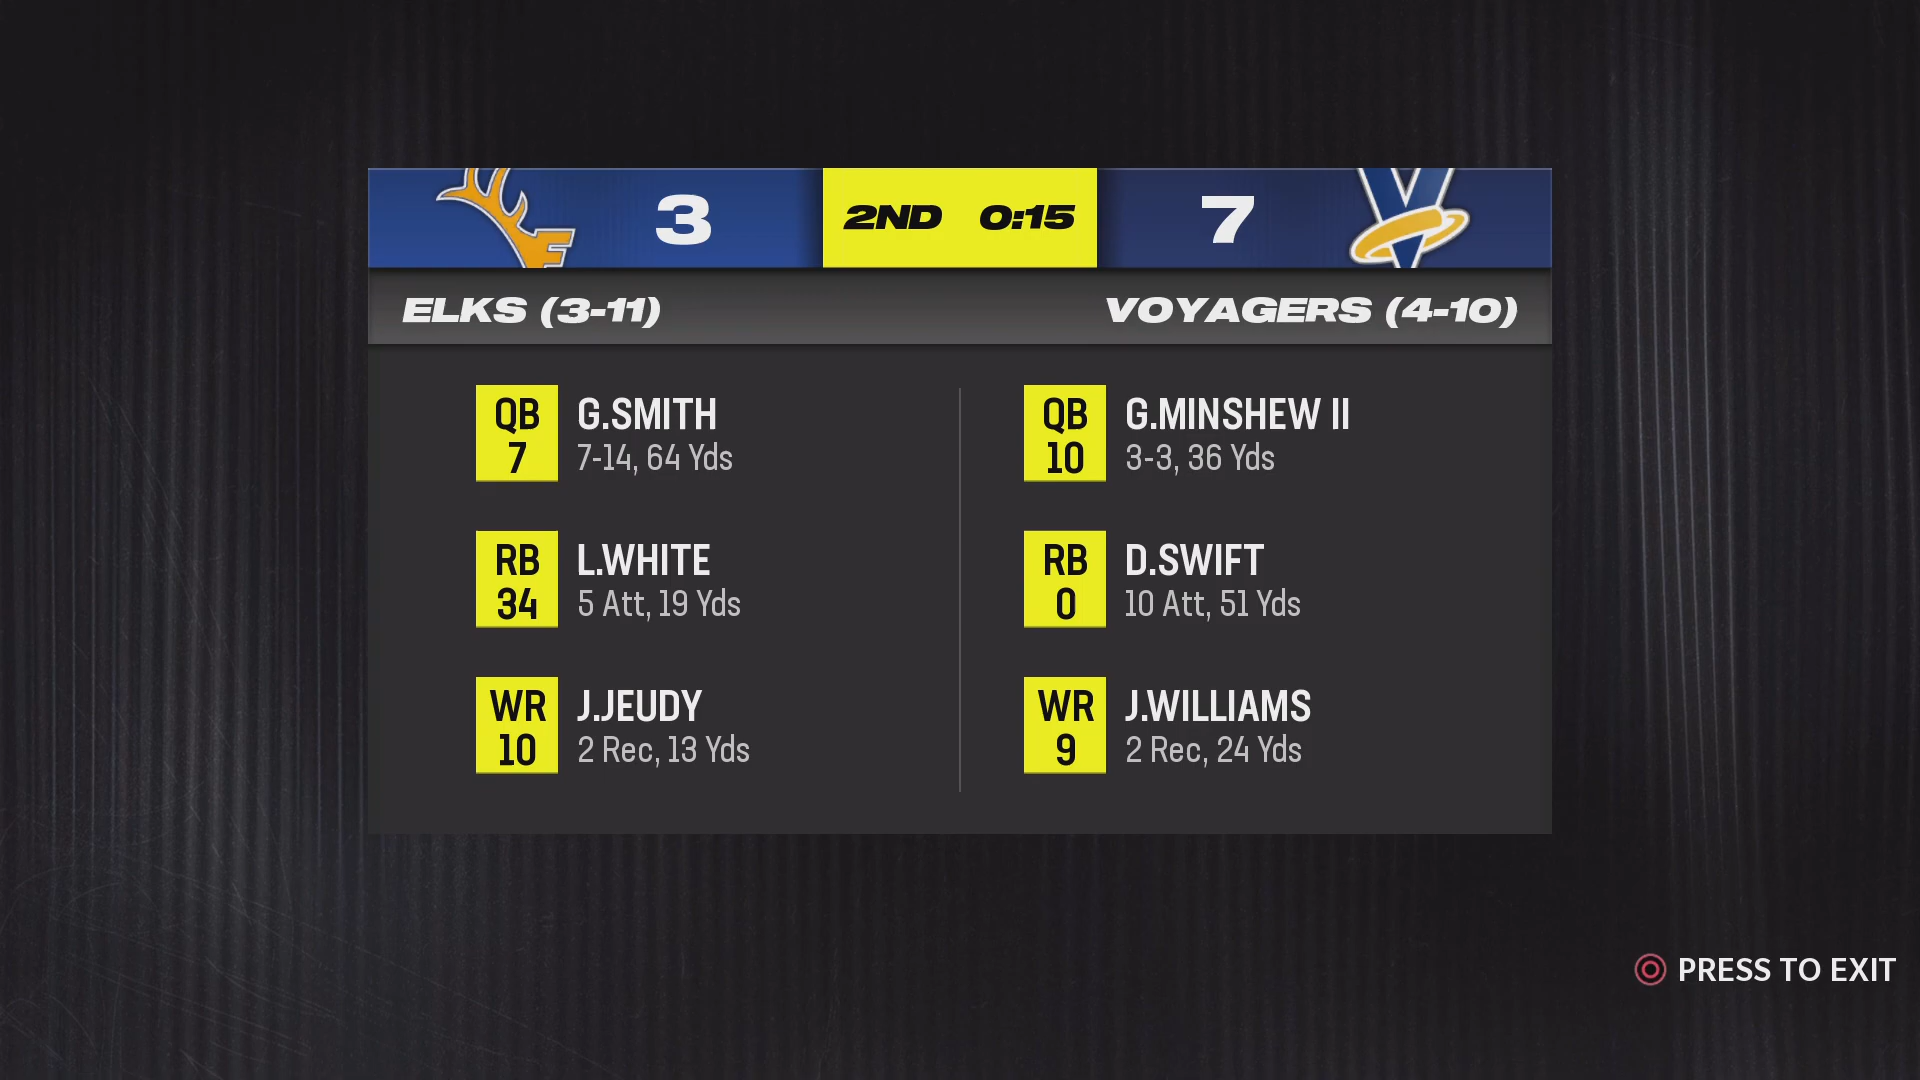 3
2ND 0:15
7
ELKS (3-11)
VOYAGERS (4-10)
QB
7
G.SMITH
7-14, 64 Yds
RB
34
L.WHITE
5 Att, 19 Yds
WR
10
J.JEUDY
2 Rec, 13 Yds
QB
10
G.MINSHEW II
3-3, 36 Yds
RB
0
D.SWIFT
10 Att, 51 Yds
WR
9
J.WILLIAMS
2 Rec, 24 Yds
PRESS TO EXIT